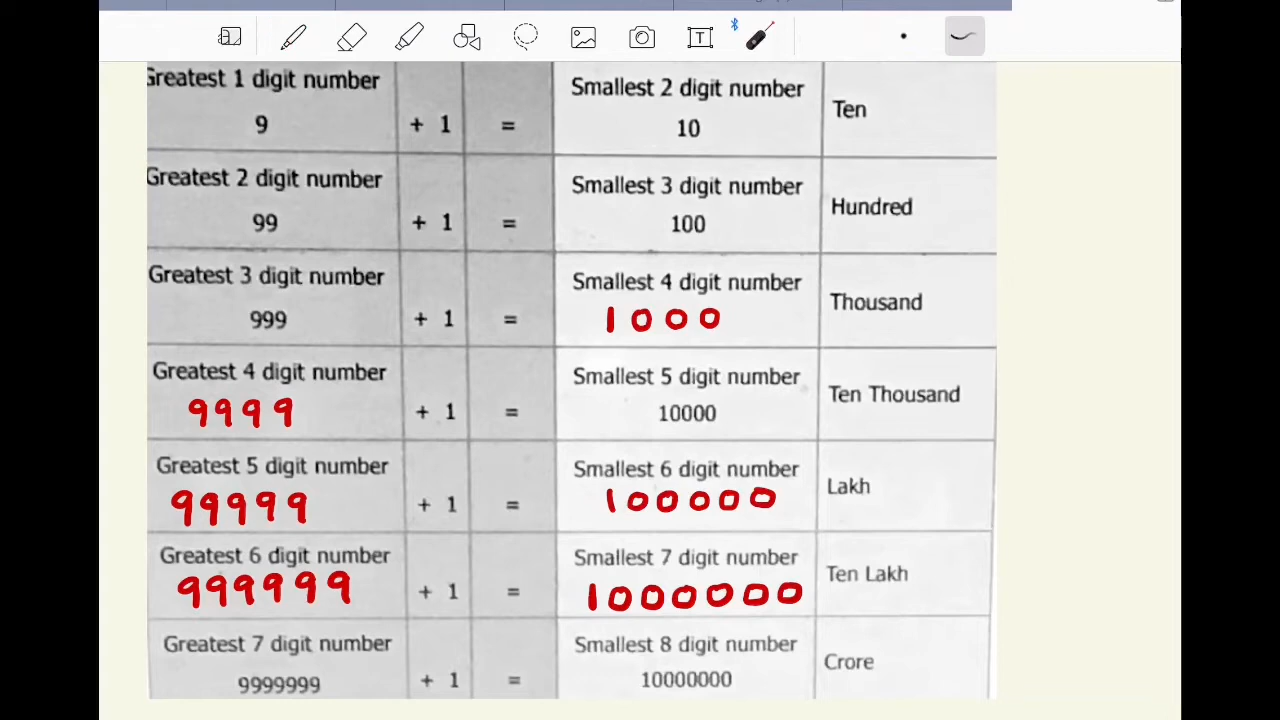 Greatest 1 digit number
9
+ 1
=
Smallest 2 digit number
10
Ten
Greatest 2 digit number
99
+ 1
=
Smallest 3 digit number
100
Hundred
Greatest 3 digit number
999
+ 1
=
Smallest 4 digit number
1000
Thousand
Greatest 4 digit number
9999
+ 1
=
Smallest 5 digit number
10000
Ten Thousand
Greatest 5 digit number
99999
+ 1
=
Smallest 6 digit number
100000
Lakh
Greatest 6 digit number
999999
+ 1
=
Smallest 7 digit number
1000000
Ten Lakh
Greatest 7 digit number
9999999
+ 1
=
Smallest 8 digit number
10000000
Crore